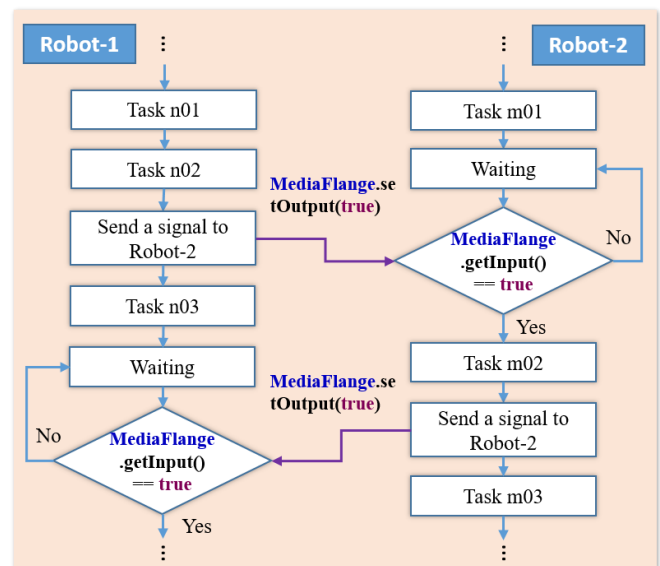 Robot-1
⋮
Task n01
Task n02
Send a signal to
Robot-2
Task n03
Waiting
No
MediaFlange
.getInput()
== true
Yes
⋮
MediaFlange.se
tOutput(true)
MediaFlange.se
tOutput(true)
⋮
Robot-2
Task m01
Waiting
No
MediaFlange
.getInput()
== true
Yes
Task m02
Send a signal to
Robot-2
Task m03
⋮